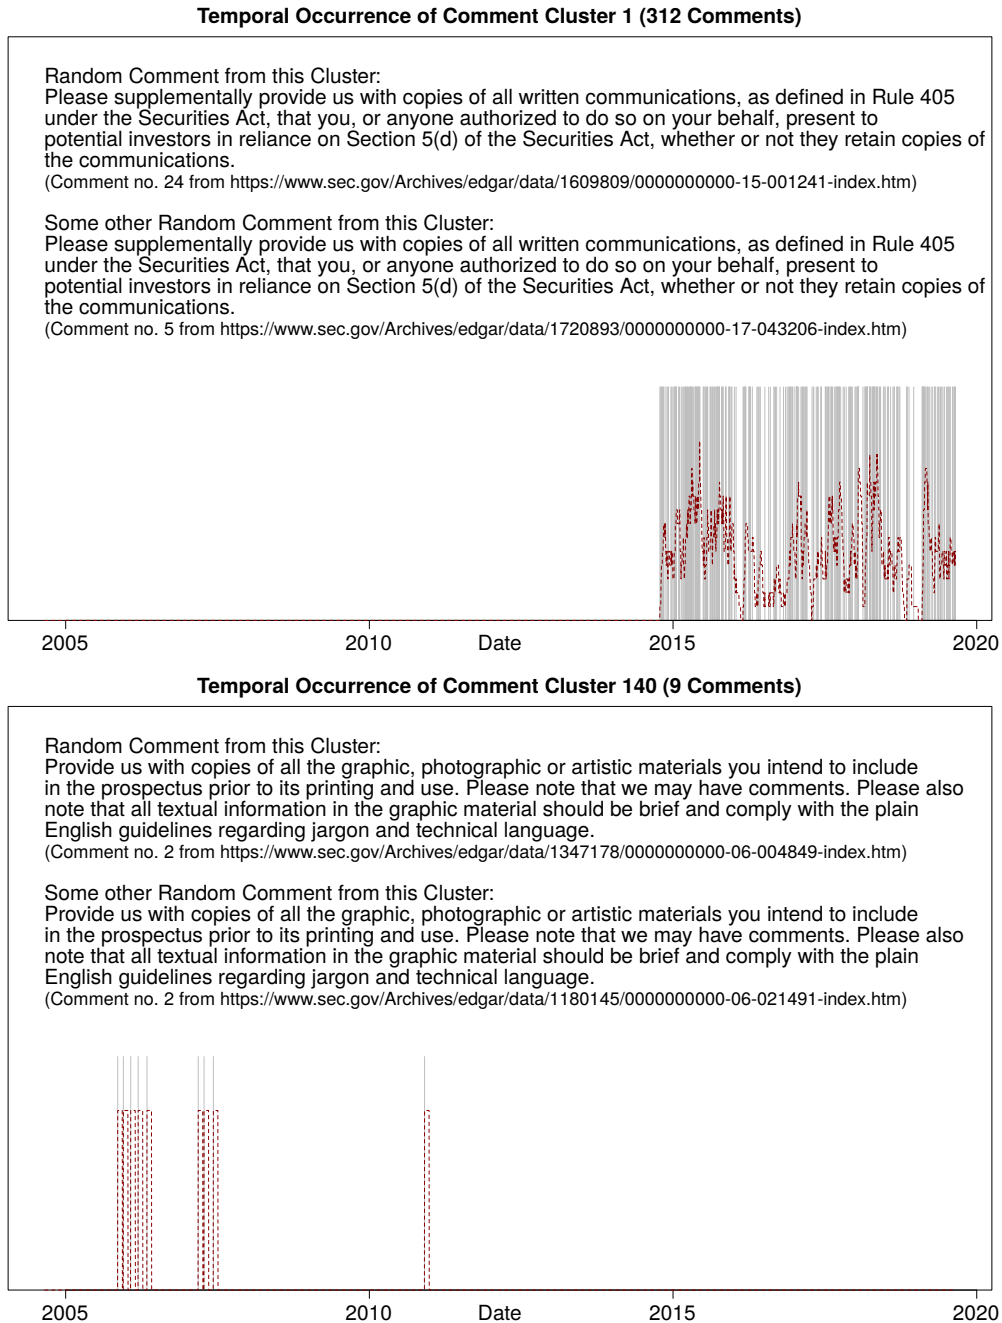 Temporal Occurrence of Comment Cluster 1 (312 Comments)
Random Comment from this Cluster:
Please supplementally provide us with copies of all written communications, as defined in Rule 405
under the Securities Act, that you, or anyone authorized to do so on your behalf, present to
potential investors in reliance on Section 5(d) of the Securities Act, whether or not they retain copies of
the communications.
(Comment no. 24 from https://www.sec.gov/Archives/edgar/data/1609809/0000000000-15-001241-index.htm)
Some other Random Comment from this Cluster:
Please supplementally provide us with copies of all written communications, as defined in Rule 405
under the Securities Act, that you, or anyone authorized to do so on your behalf, present to
potential investors in reliance on Section 5(d) of the Securities Act, whether or not they retain copies of
the communications.
(Comment no. 5 from https://www.sec.gov/Archives/edgar/data/1720893/0000000000-17-043206-index.htm)
2005 2010 Date 2015 2020
Temporal Occurrence of Comment Cluster 140 (9 Comments)
Random Comment from this Cluster:
Provide us with copies of all the graphic, photographic or artistic materials you intend to include
in the prospectus prior to its printing and use. Please note that we may have comments. Please also
note that all textual information in the graphic material should be brief and comply with the plain
English guidelines regarding jargon and technical language.
(Comment no. 2 from https://www.sec.gov/Archives/edgar/data/1347178/0000000000-06-004849-index.htm)
Some other Random Comment from this Cluster:
Provide us with copies of all the graphic, photographic or artistic materials you intend to include
in the prospectus prior to its printing and use. Please note that we may have comments. Please also
note that all textual information in the graphic material should be brief and comply with the plain
English guidelines regarding jargon and technical language.
(Comment no. 2 from https://www.sec.gov/Archives/edgar/data/1180145/0000000000-06-021491-index.htm)
2005 2010 Date 2015 2020